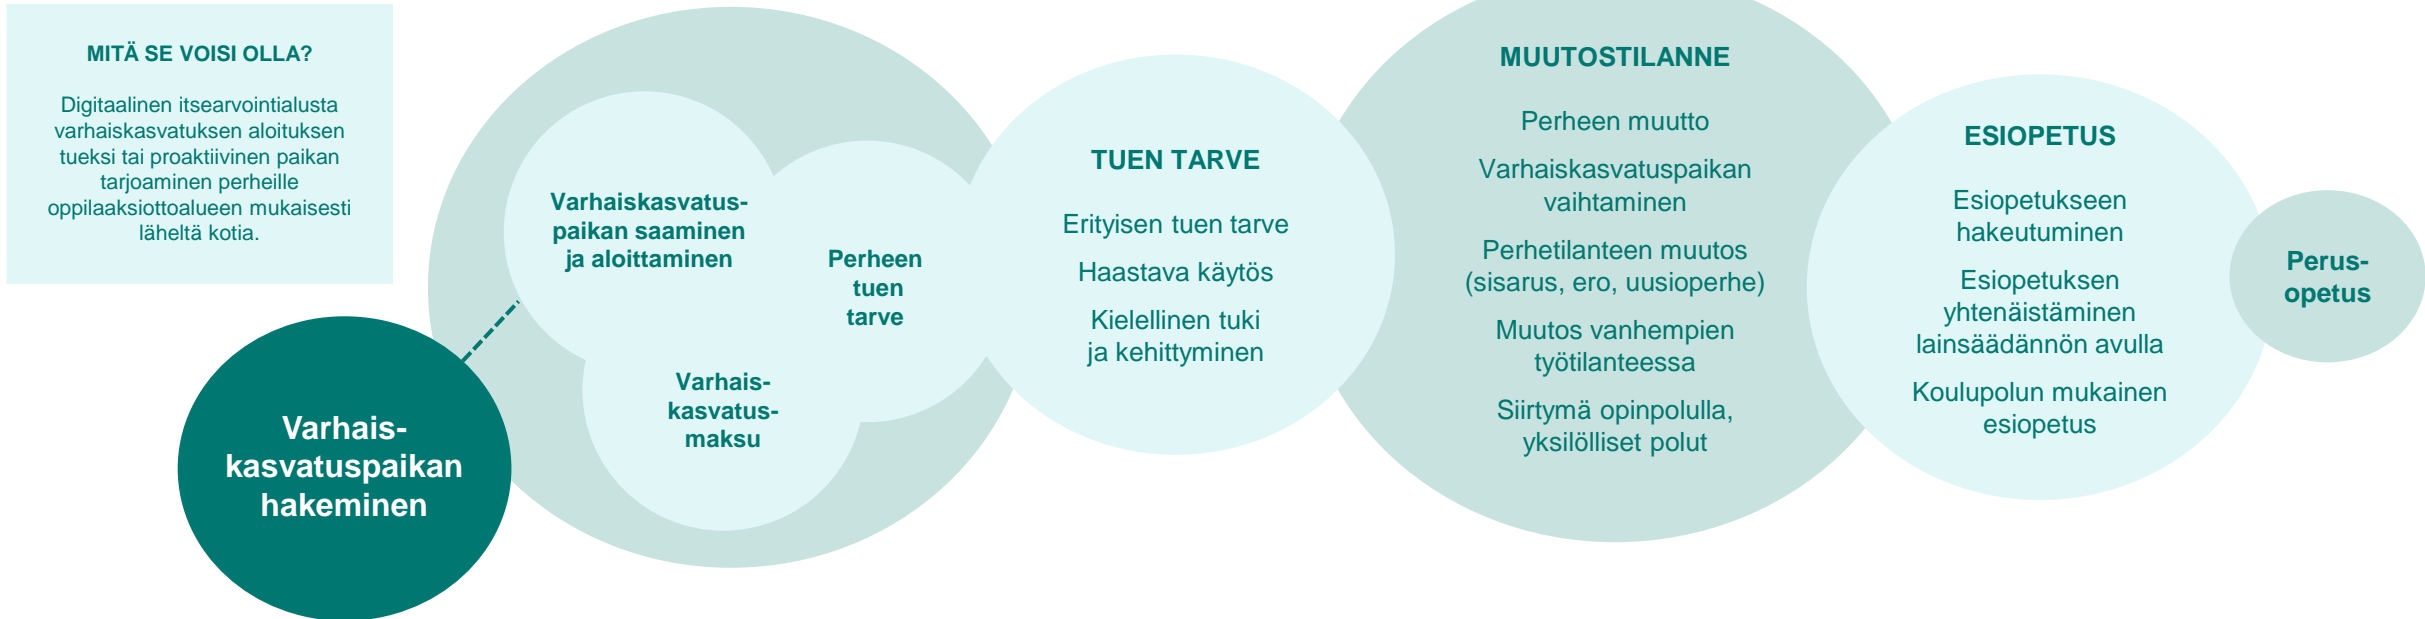 MITÄ SE VOISI OLLA?
Digitaalinen itsearvointialusta
varhaiskasvatuksen aloituksen
tueksi tai proaktiivinen paikan
tarjoaminen perheille
oppilaaksiottoalueen mukaisesti
läheltä kotia.
Varhais-
kasvatuspaikan
hakeminen
Varhaiskasvatus-
paikan saaminen
ja aloittaminen
Perheen
tuen
tarve
Varhais-
kasvatus-
maksu
TUEN TARVE
Erityisen tuen tarve
Haastava käytös
Kielellinen tuki
ja kehittyminen
MUUTOSTILANNE
Perheen muutto
Varhaiskasvatuspaikan
vaihtaminen
Perhetilanteen muutos
(sisarus, ero, uusioperhe)
Muutos vanhempien
työtilanteessa
Siirtymä opinpolulla,
yksilölliset polut
ESIOPETUS
Esiopetukseen
hakeutuminen
Esiopetuksen
yhtenäistäminen
lainsäädännön avulla
Koulupolun mukainen
esiopetus
Perus-
opetus